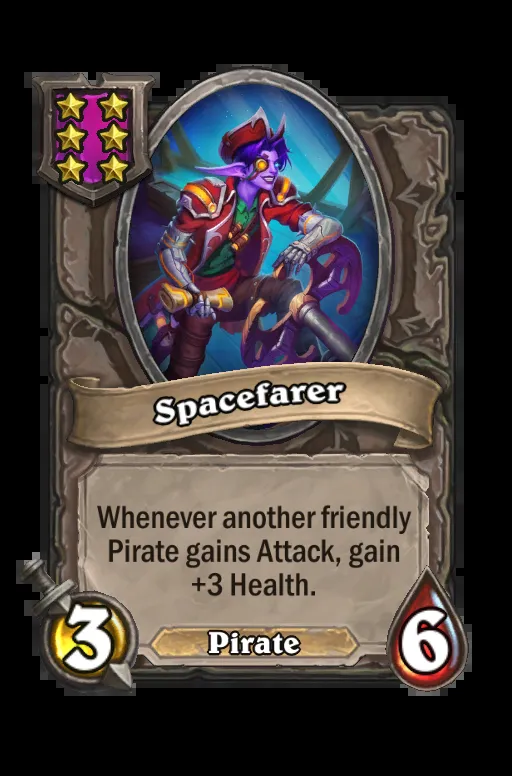 Spacefarer
Whenever another friendly
Pirate gains Attack, gain
+3 Health.
3
Pirate
6